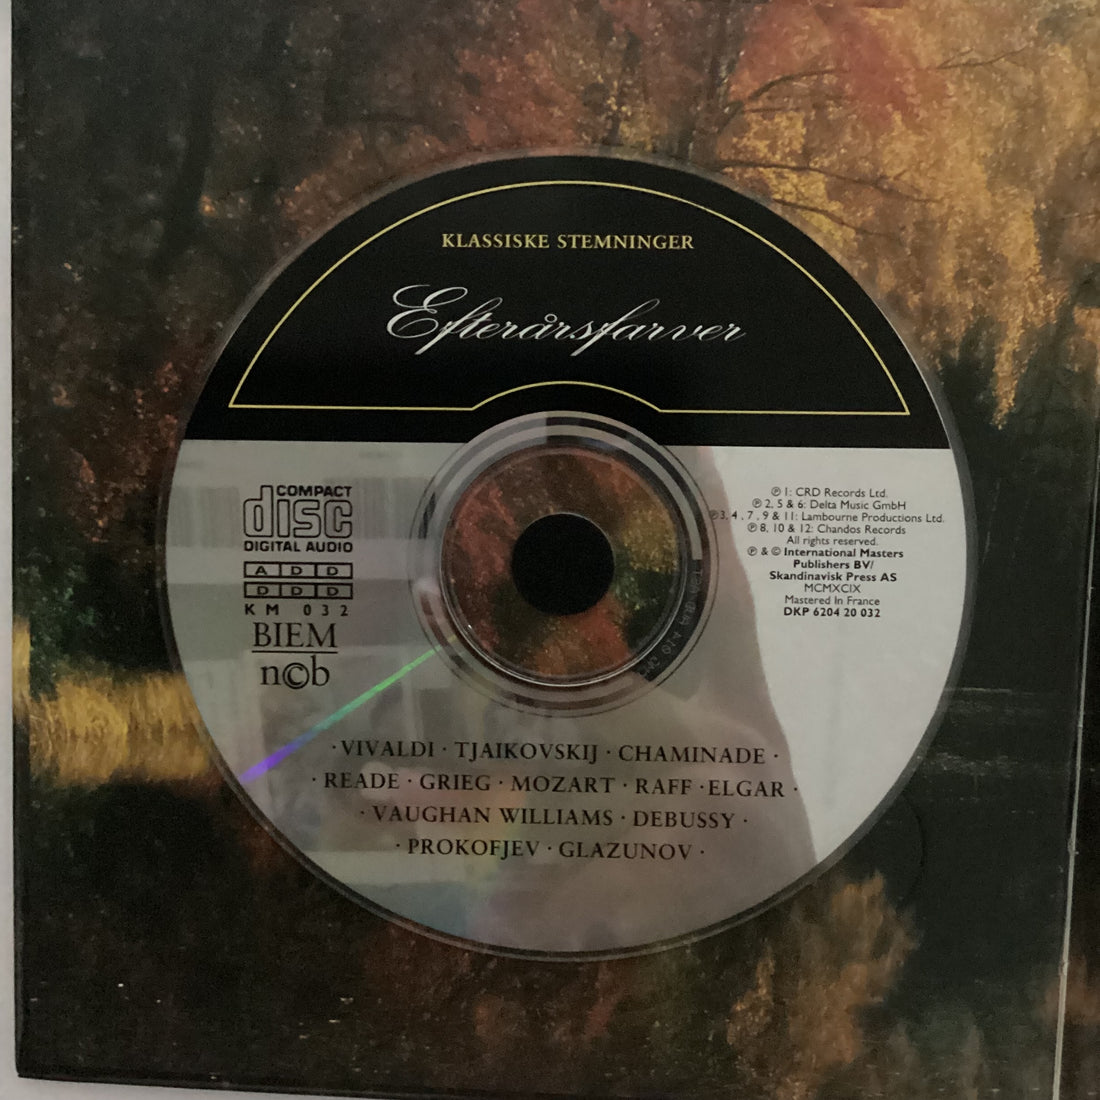 KLASSISKE STEMNINGER
Efterårsfarver
COMPACT
disc
DIGITAL AUDIO
A D D
D D D
KM 032
BIEM
n©b
℗ 1: CRD Records Ltd.
℗ 2, 5 & 6: Delta Music GmbH
℗3, 4 , 7 , 9 & 11: Lambourne Productions Ltd.
℗ 8, 10 & 12: Chandos Records
All rights reserved.
℗ & © International Masters
Publishers BV/
Skandinavisk Press AS
MCMXCIX
Mastered In France
DKP 6204 20 032
· VIVALDI · TJAIKOVSKIJ · CHAMINADE ·
· READE · GRIEG · MOZART · RAFF · ELGAR ·
· VAUGHAN WILLIAMS · DEBUSSY ·
· PROKOFJEV · GLAZUNOV ·